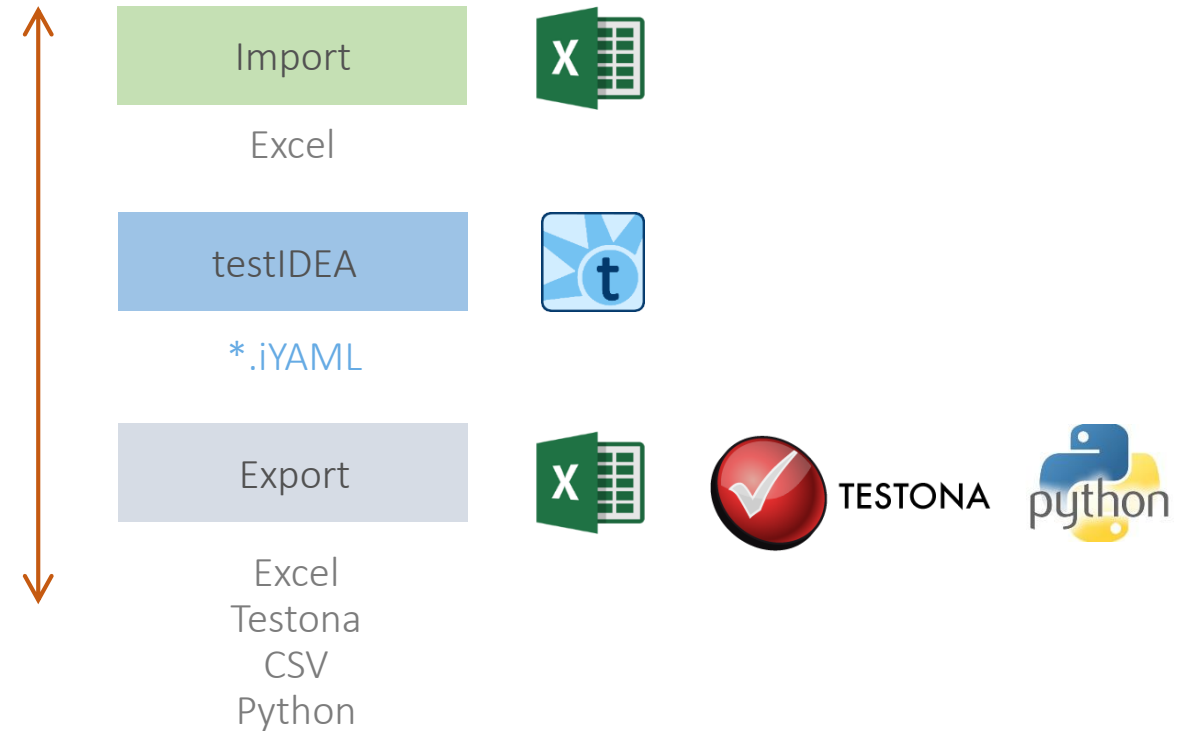 Import
X
Excel
testIDEA
t
*.iYAML
Export
X
TESTONA
python
Excel
Testona
CSV
Python